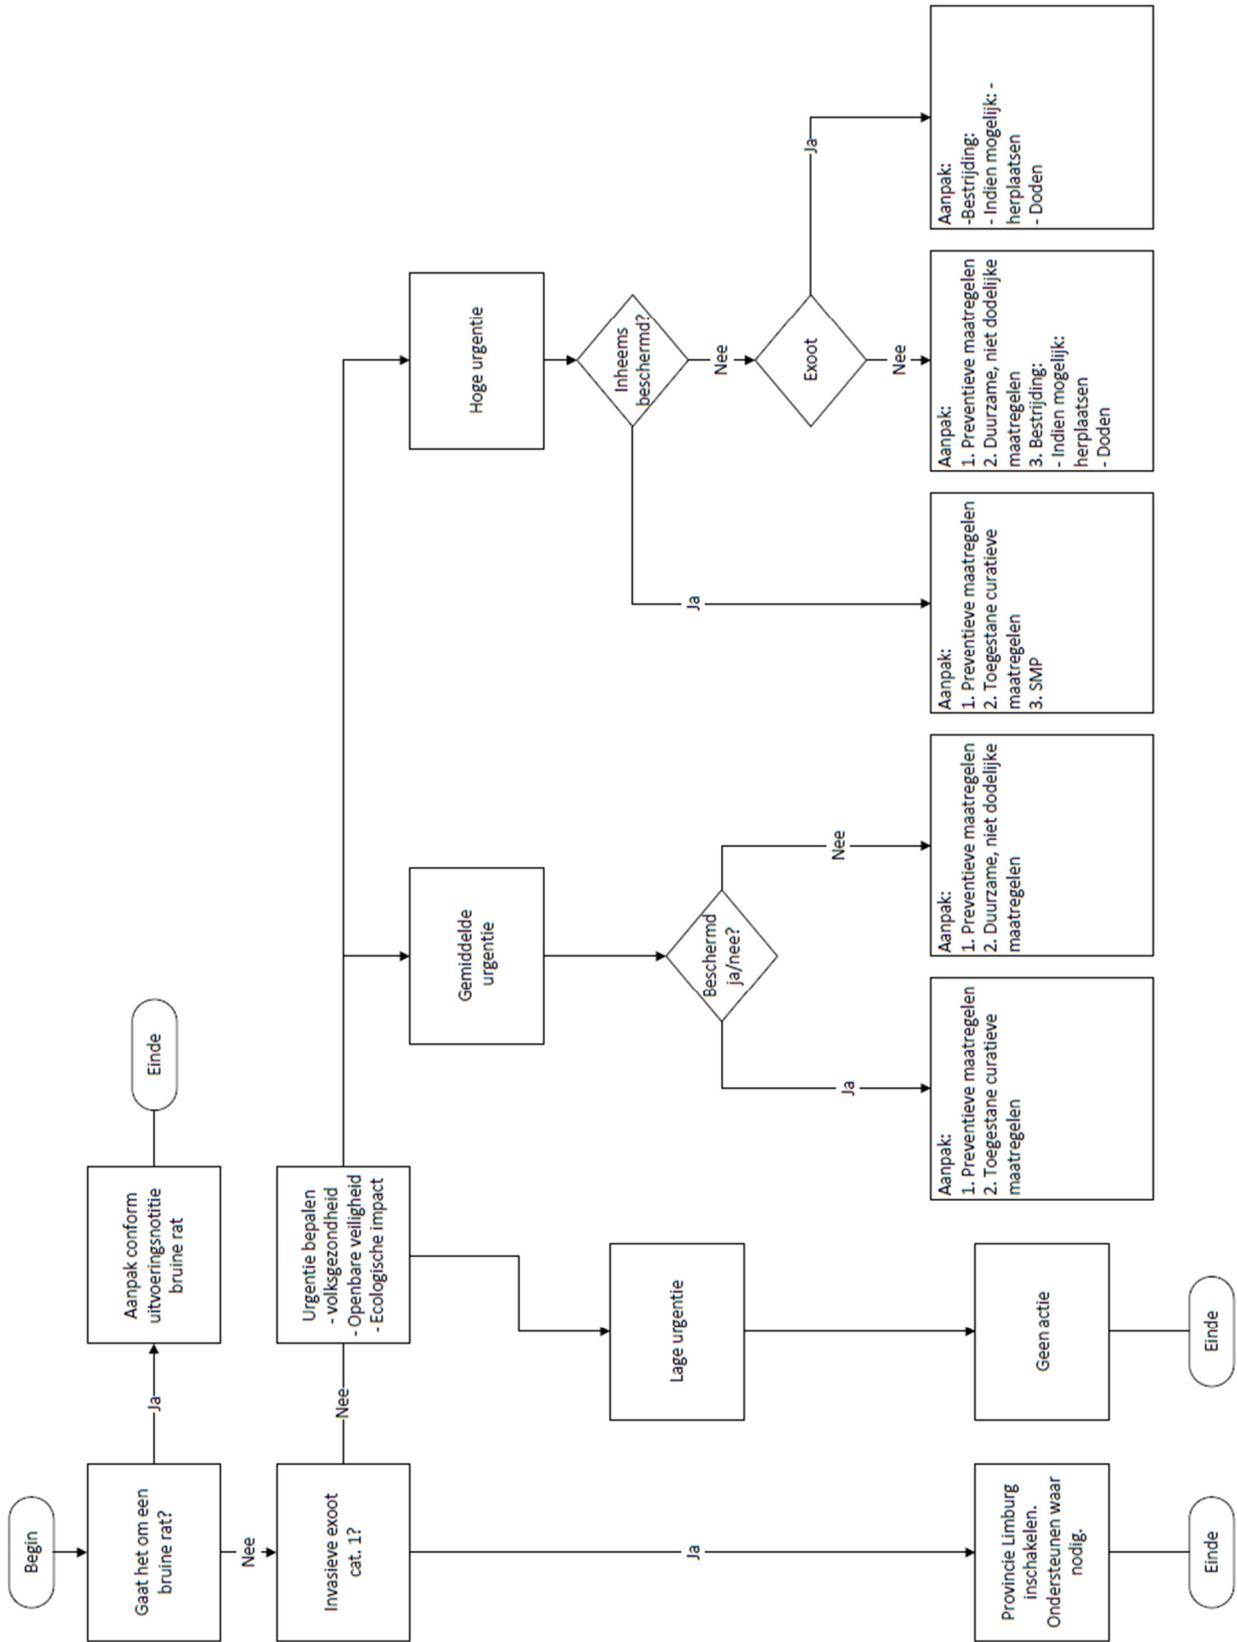 Begin
Gaat het om een
bruine rat?
Ja
Aanpak conform
uitvoeringsnotitie
bruine rat
Einde
Nee
Invasieve exoot
cat. 1?
Nee
Urgentie bepalen
- volksgezondheid
- Openbare veiligheid
- Ecologische impact
Ja
Provincie Limburg
inschakelen.
Ondersteunen waar
nodig.
Einde
Lage urgentie
Geen actie
Einde
Gemiddelde
urgentie
Beschermd
ja/nee?
Ja
Aanpak:
1. Preventieve maatregelen
2. Toegestane curatieve
maatregelen
Nee
Aanpak:
1. Preventieve maatregelen
2. Duurzame, niet dodelijke
maatregelen
Hoge urgentie
Inheems
beschermd?
Ja
Aanpak:
1. Preventieve maatregelen
2. Toegestane curatieve
maatregelen
3. SMP
Nee
Exoot
Nee
Aanpak:
1. Preventieve maatregelen
2. Duurzame, niet dodelijke
maatregelen
3. Bestrijding:
- Indien mogelijk:
herplaatsen
- Doden
Ja
Aanpak:
-Bestrijding:
- Indien mogelijk: -
herplaatsen
- Doden